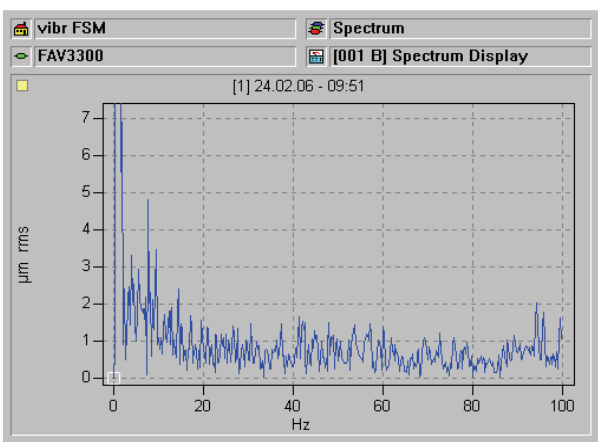 vibr FSM
Spectrum
FAV3300
[001 B] Spectrum Display
[1] 24.02.06 - 09:51
7
6
5
4
3
2
1
0
µm rms
0 20 40 60 80 100
Hz